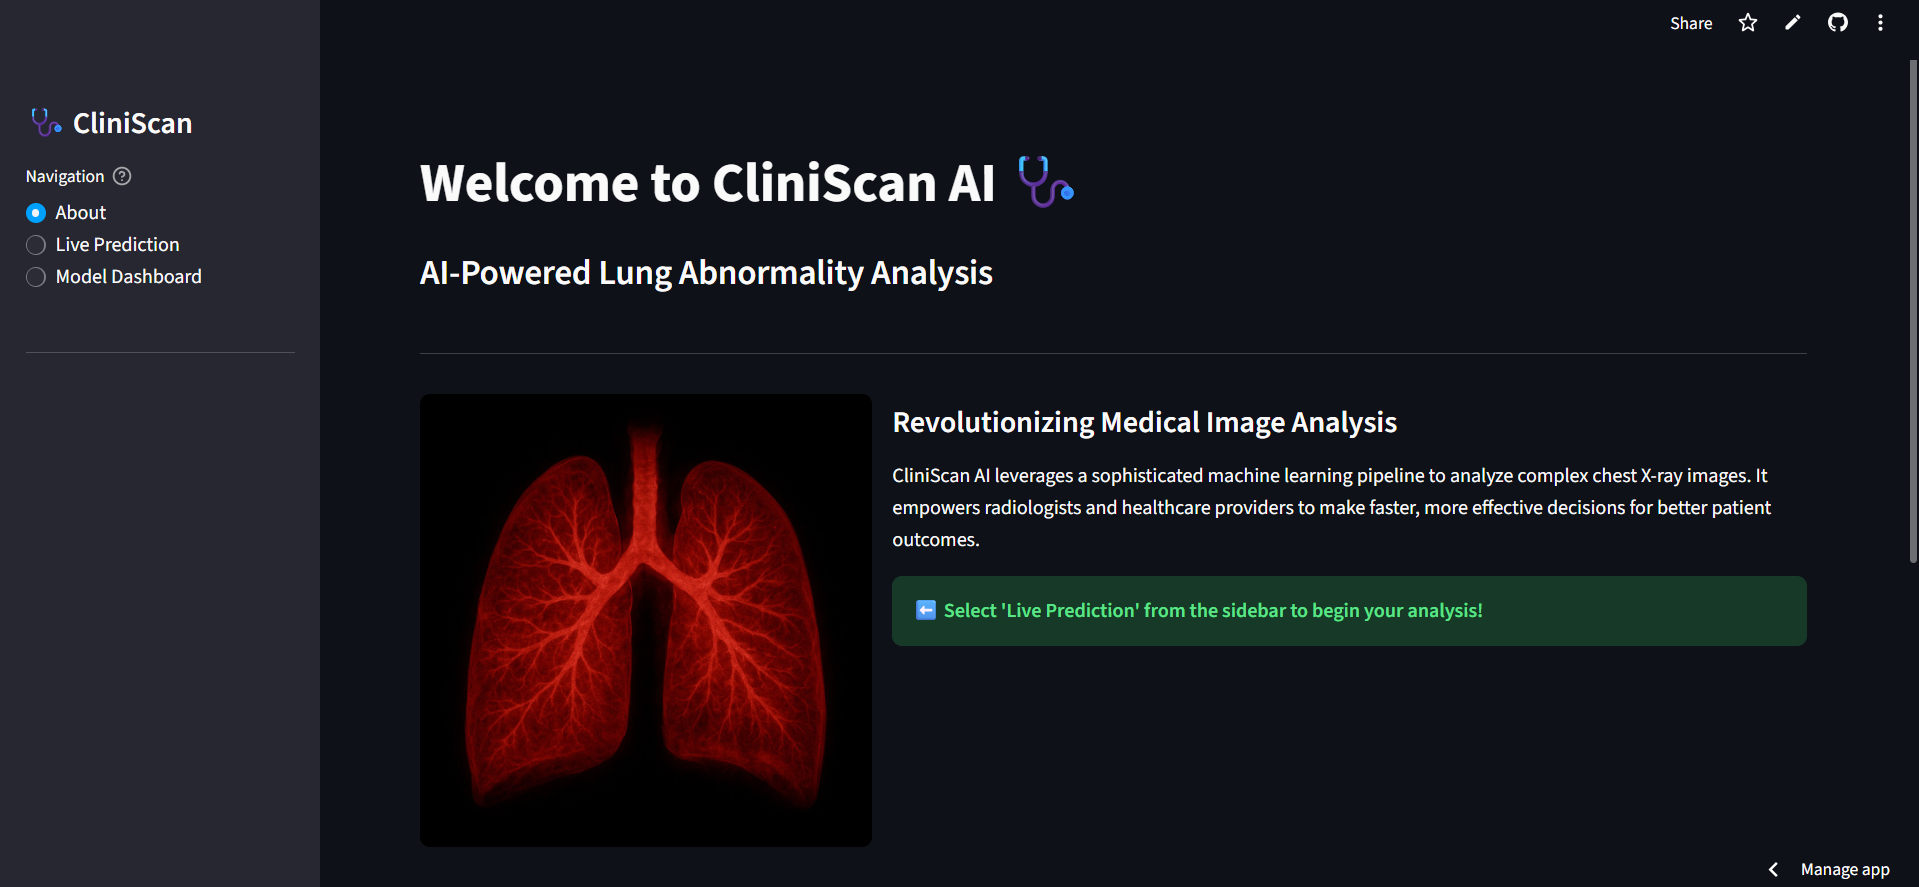 Share
CliniScan
Navigation
About
Live Prediction
Model Dashboard
Welcome to CliniScan AI
AI-Powered Lung Abnormality Analysis
Revolutionizing Medical Image Analysis
CliniScan AI leverages a sophisticated machine learning pipeline to analyze complex chest X-ray images. It
empowers radiologists and healthcare providers to make faster, more effective decisions for better patient
outcomes.
Select 'Live Prediction' from the sidebar to begin your analysis!
Manage app